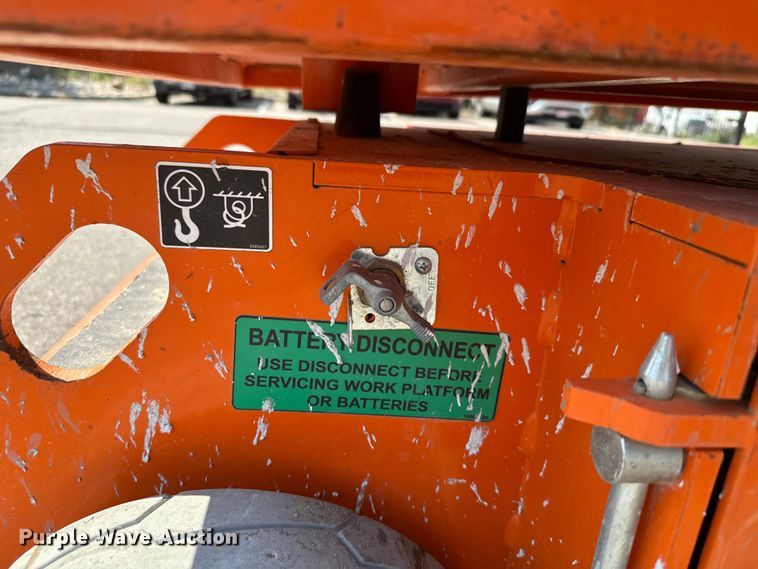 OFF
BATTERY DISCONNECT
USE DISCONNECT BEFORE
SERVICING WORK PLATFORM
OR BATTERIES
Purple Wave Auction